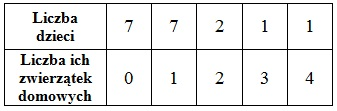 Liczba dzieci 7 7 2 1 1
Liczba ich zwierzątek domowych 0 1 2 3 4